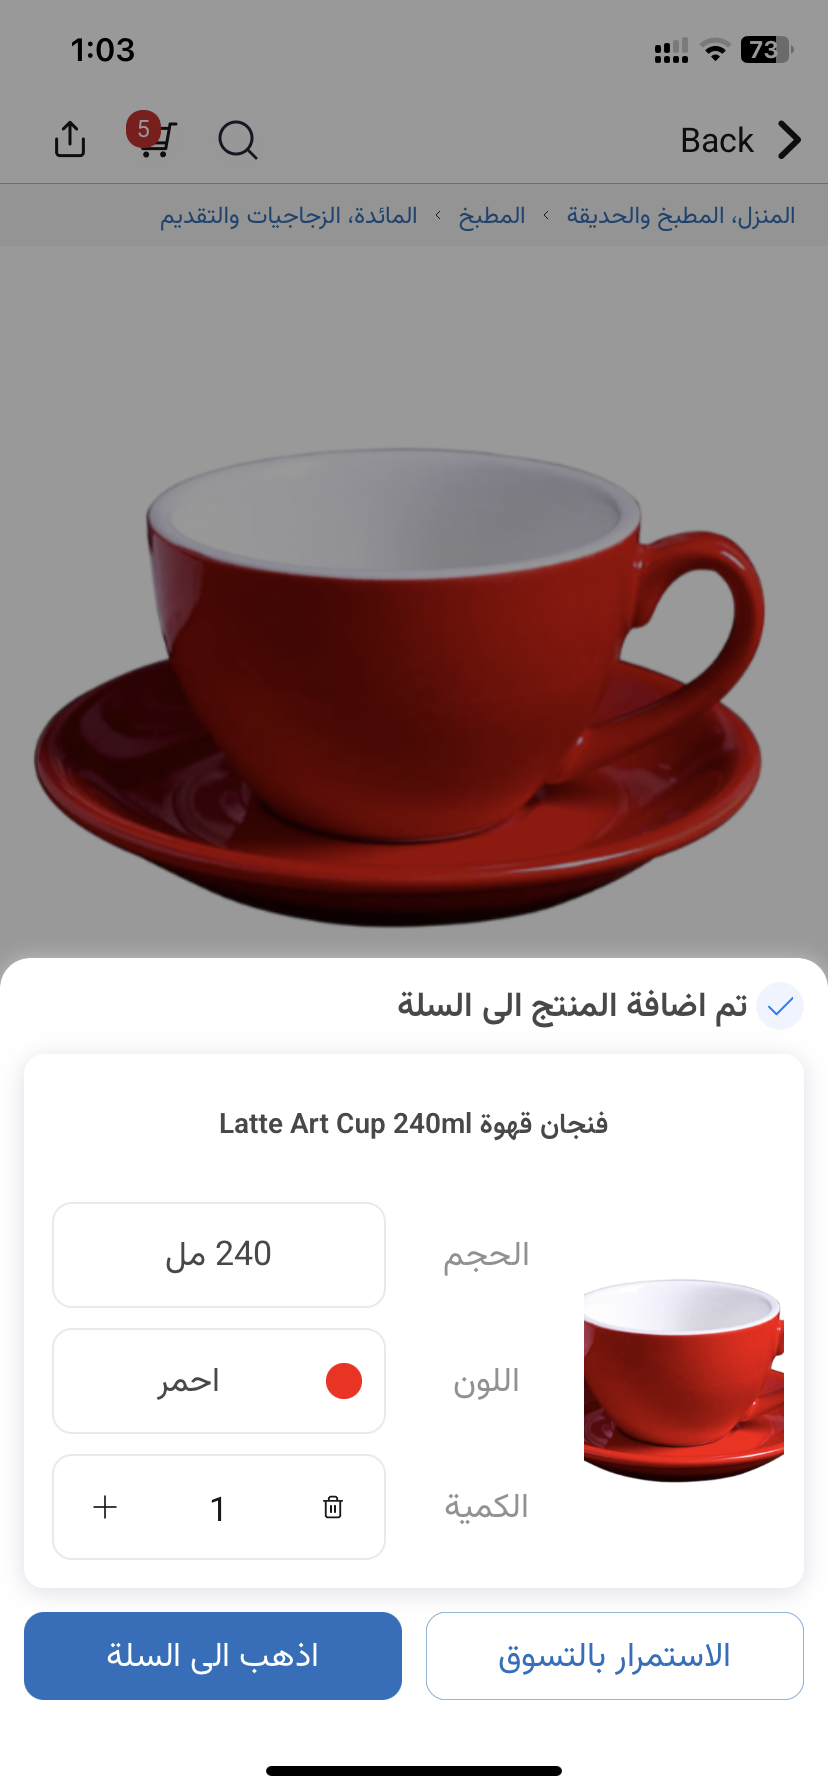 1:03
73
5
Back
المنزل، المطبخ والحديقة › المطبخ › المائدة، الزجاجيات والتقديم
تم اضافة المنتج الى السلة
فنجان قهوة Latte Art Cup 240ml
الحجم
240 مل
اللون
احمر
الكمية
1
الاستمرار بالتسوق
اذهب الى السلة